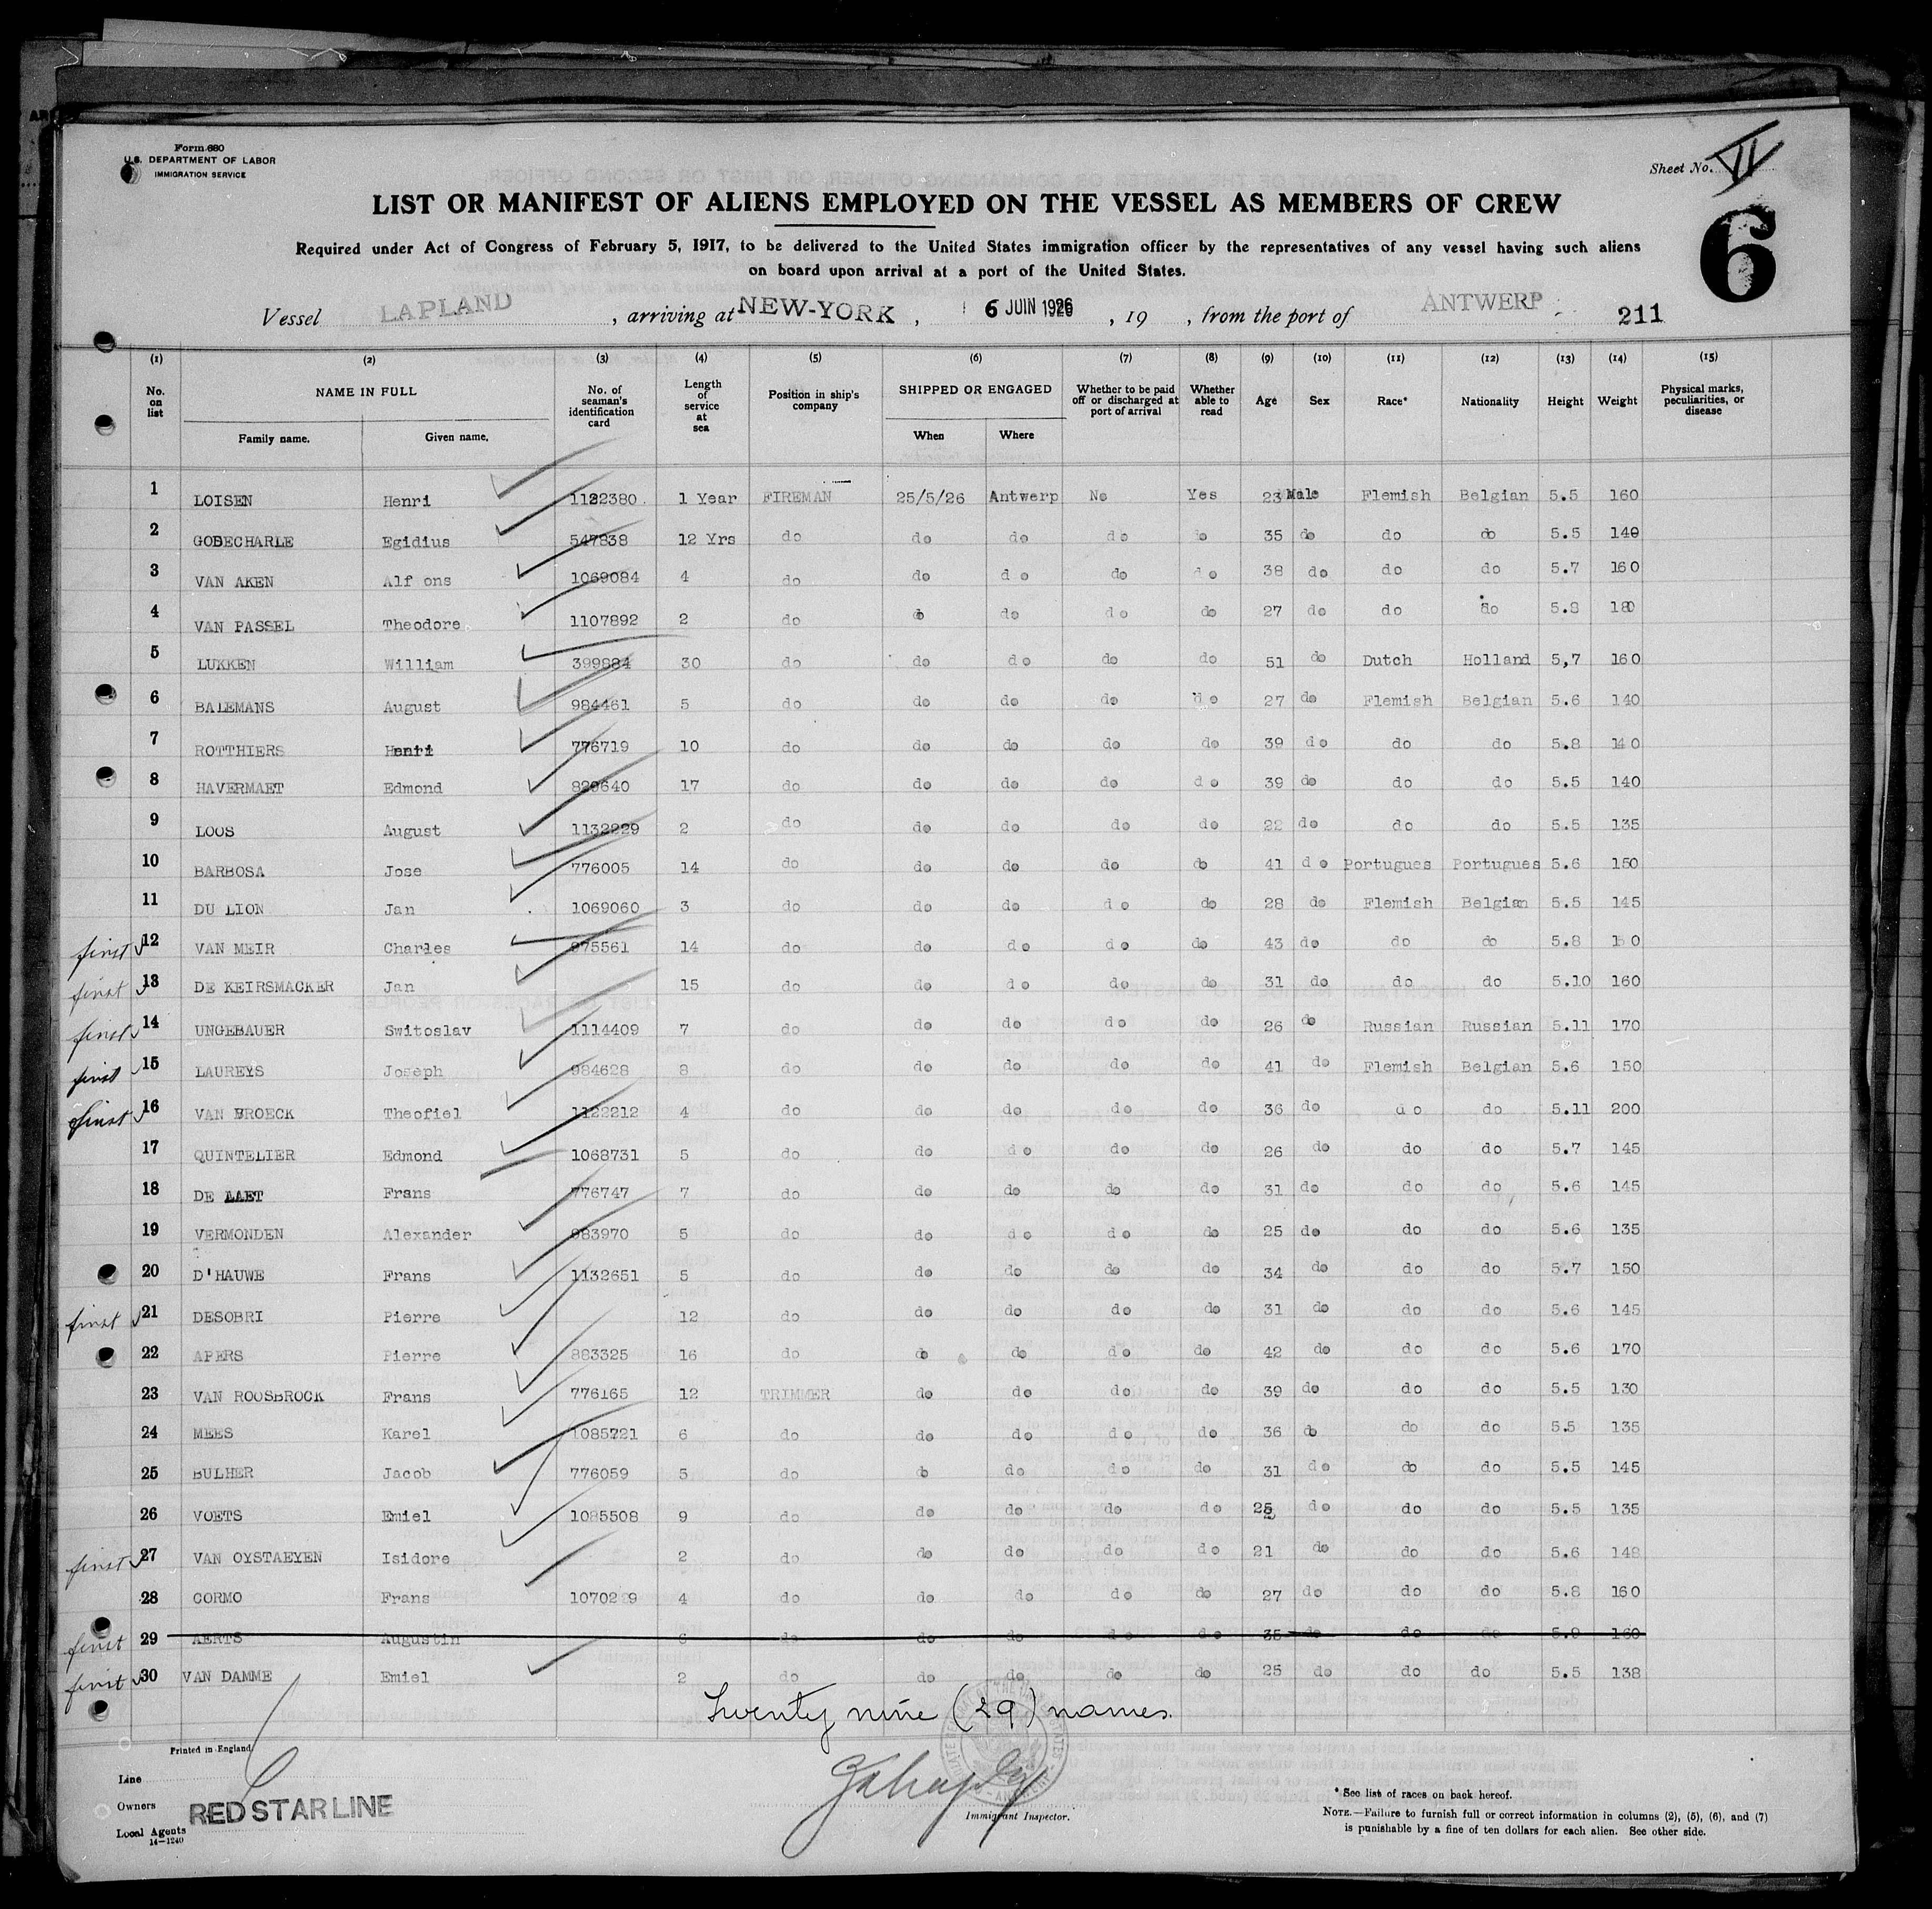 Form 680
U.S. DEPARTMENT OF LABOR
IMMIGRATION SERVICE
Sheet No. VI
6
LIST OR MANIFEST OF ALIENS EMPLOYED ON THE VESSEL AS MEMBERS OF CREW
Required under Act of Congress of February 5, 1917, to be delivered to the United States immigration officer by the representatives of any vessel having such aliens
on board upon arrival at a port of the United States.
Vessel LAPLAND, arriving at NEW-YORK, 6 JUIN 1926, 19 , from the port of ANTWERP 211
(1) (2) (3) (4) (5) (6) (7) (8) (9) (10) (11) (12) (13) (14) (15)
No. on list NAME IN FULL Family name. Given name. No. of seaman's identification card Length of service at sea Position in ship's company SHIPPED OR ENGAGED When Where Whether to be paid off or discharged at port of arrival Whether able to read Age Sex Race* Nationality Height Weight Physical marks, peculiarities, or disease
1 LOISEN Henri 1122380 1 Year FIREMAN 25/5/26 Antwerp No Yes 23 Male Flemish Belgian 5.5 160
2 GOBECHARLE Egidius 547838 12 Yrs do do do do do 35 do do do 5.5 140
3 VAN AKEN Alf ons 1069084 4 do do do do do 38 do do do 5.7 160
4 VAN PASSEL Theodore 1107892 2 do do do do do 27 do do do 5.8 180
5 LUKKEN William 399884 30 do do do do do 51 do Dutch Holland 5,7 160
6 BALEMANS August 984461 5 do do do do do 27 do Flemish Belgian 5.6 140
7 ROTTHIERS Henri 776719 10 do do do do do 39 do do do 5.8 140
8 HAVERMAET Edmond 829640 17 do do do do do 39 do do do 5.5 140
9 LOOS August 1132229 2 do do do do do 22 do do do 5.5 135
10 BARBOSA Jose 776005 14 do do do do do 41 do Portugues Portugues 5.6 150
11 DU LION Jan 1069060 3 do do do do do 28 do Flemish Belgian 5.5 145
first 12 VAN MEIR Charles 975561 14 do do do do do 43 do do do 5.8
first 13 DE KEIRSMACKER Jan 15 do do do do do 31 do do do 5.10 160
first 14 UNGEBAUER Switoslav 1114409 7 do do do do do 26 do Russian Russian 5.11 170
first 15 LAUREYS Joseph 984628 8 do do do do do 41 do Flemish Belgian 5.6 150
first 16 VAN BROECK Theofiel 1122212 4 do do do do do 36 do do do 5.11 200
17 QUINTELIER Edmond 1068731 5 do do do do do 26 do do do 5.7 145
18 DE LAET Frans 776747 7 do do do do do 31 do do do 5.6 145
19 VERMONDEN Alexander 983970 5 do do do do do 25 do do do 5.6 135
20 D'HAUWE Frans 1132651 5 do do do do do 34 do do do 5.7 150
first 21 DESOBRI Pierre 12 do do do do do 31 do do do 5.6 145
22 APERS Pierre 883325 16 do do do do do 42 do do do 5.6 170
23 VAN ROOSBROCK Frans 776165 12 TRIMMER do do do do 39 do do do 5.5 130
24 MEES Karel 1085721 6 do do do do do 36 do do do 5.5 135
25 BULHER Jacob 776059 5 do do do do do 31 do do do 5.5 145
26 VOETS Emiel 1085508 9 do do do do do 25 do do do 5.5 135
first 27 VAN OYSTAEYEN Isidore 2 do do do do do 21 do do do 5.6 148
28 CORMO Frans 4 do do do do do 27 do do do 5.8 160
first 29 AERTS Augustin 6 do do do do do 35 do do do 5.9 160
first 30 VAN DAMME Emiel 2 do do do do do 25 do do do 5.5 138
Twenty nine (29) names.
Printed in England
Line
Owners RED STAR LINE
Local Agents
14-1240
Immigrant Inspector.
* See list of races on back hereof.
NOTE.—Failure to furnish full or correct information in columns (2), (5), (6), and (7)
is punishable by a fine of ten dollars for each alien. See other side.